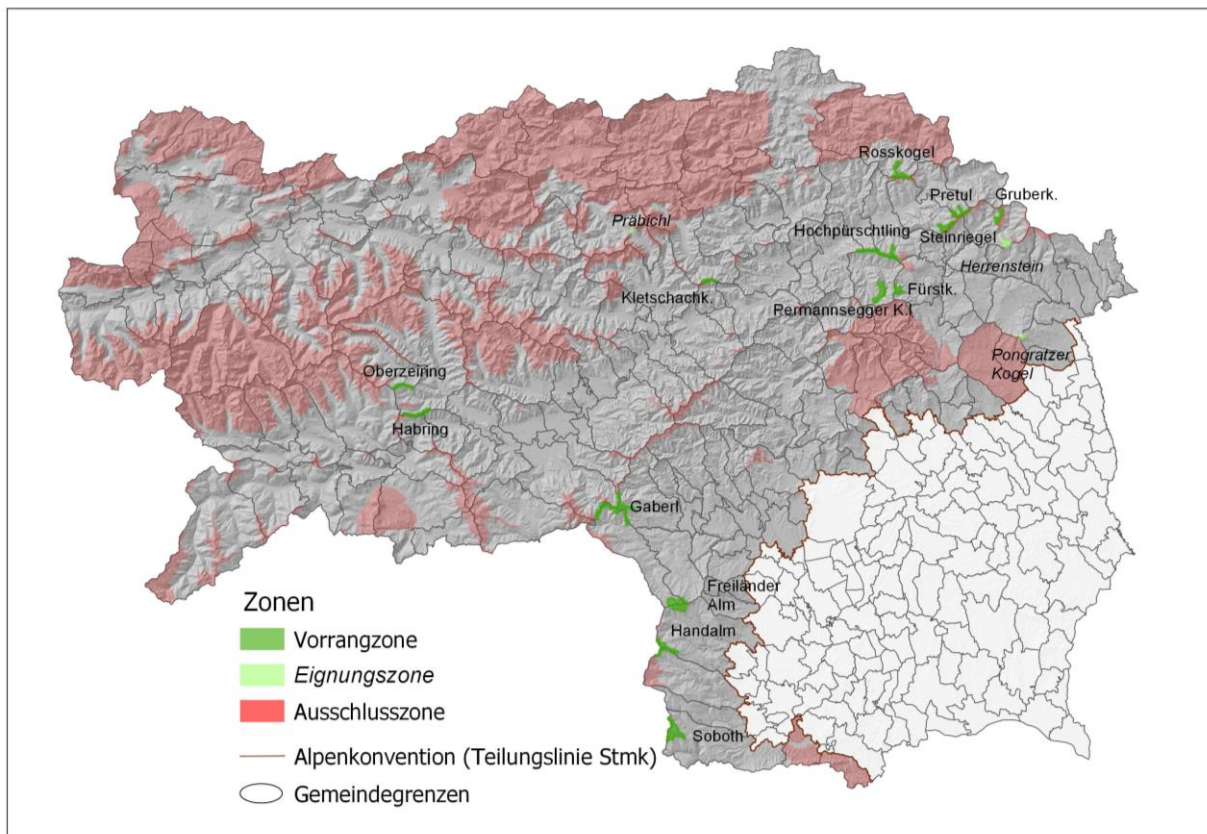 Rosskogel
Pretul
Gruberk.
Präbichl
Hochpürschtling
Steinriegel
Herrenstein
Kletschachk.
Fürstk.
Permannsegger K.I
Pongratzer
Kogel
Oberzeiring
Habring
Gaberl
Freiländer
Alm
Handalm
Soboth
Zonen
Vorrangzone
Eignungszone
Ausschlusszone
Alpenkonvention (Teilungslinie Stmk)
Gemeindegrenzen